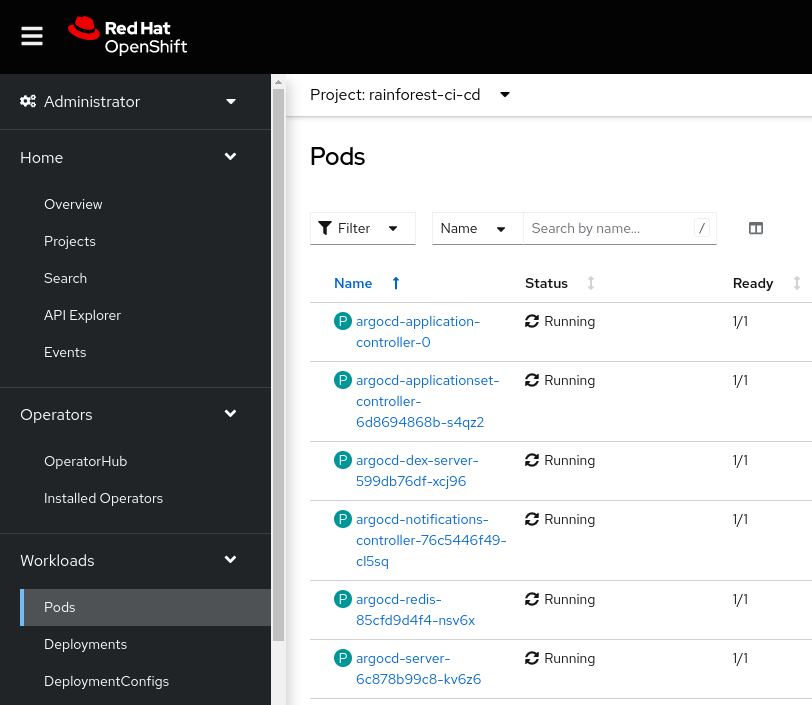 Red Hat
OpenShift
Administrator
Home
Overview
Projects
Search
API Explorer
Events
Operators
OperatorHub
Installed Operators
Workloads
Pods
Deployments
DeploymentConfigs
Project: rainforest-ci-cd
Pods
Filter
Name
Search by name...
/
Name
Status
Ready
P argocd-application-
controller-0
Running
1/1
P argocd-applicationset-
controller-
6d8694868b-s4qz2
Running
1/1
P argocd-dex-server-
599db76df-xcj96
Running
1/1
P argocd-notifications-
controller-76c5446f49-
cl5sq
Running
1/1
P argocd-redis-
85cfd9d4f4-nsv6x
Running
1/1
P argocd-server-
6c878b99c8-kv6z6
Running
1/1